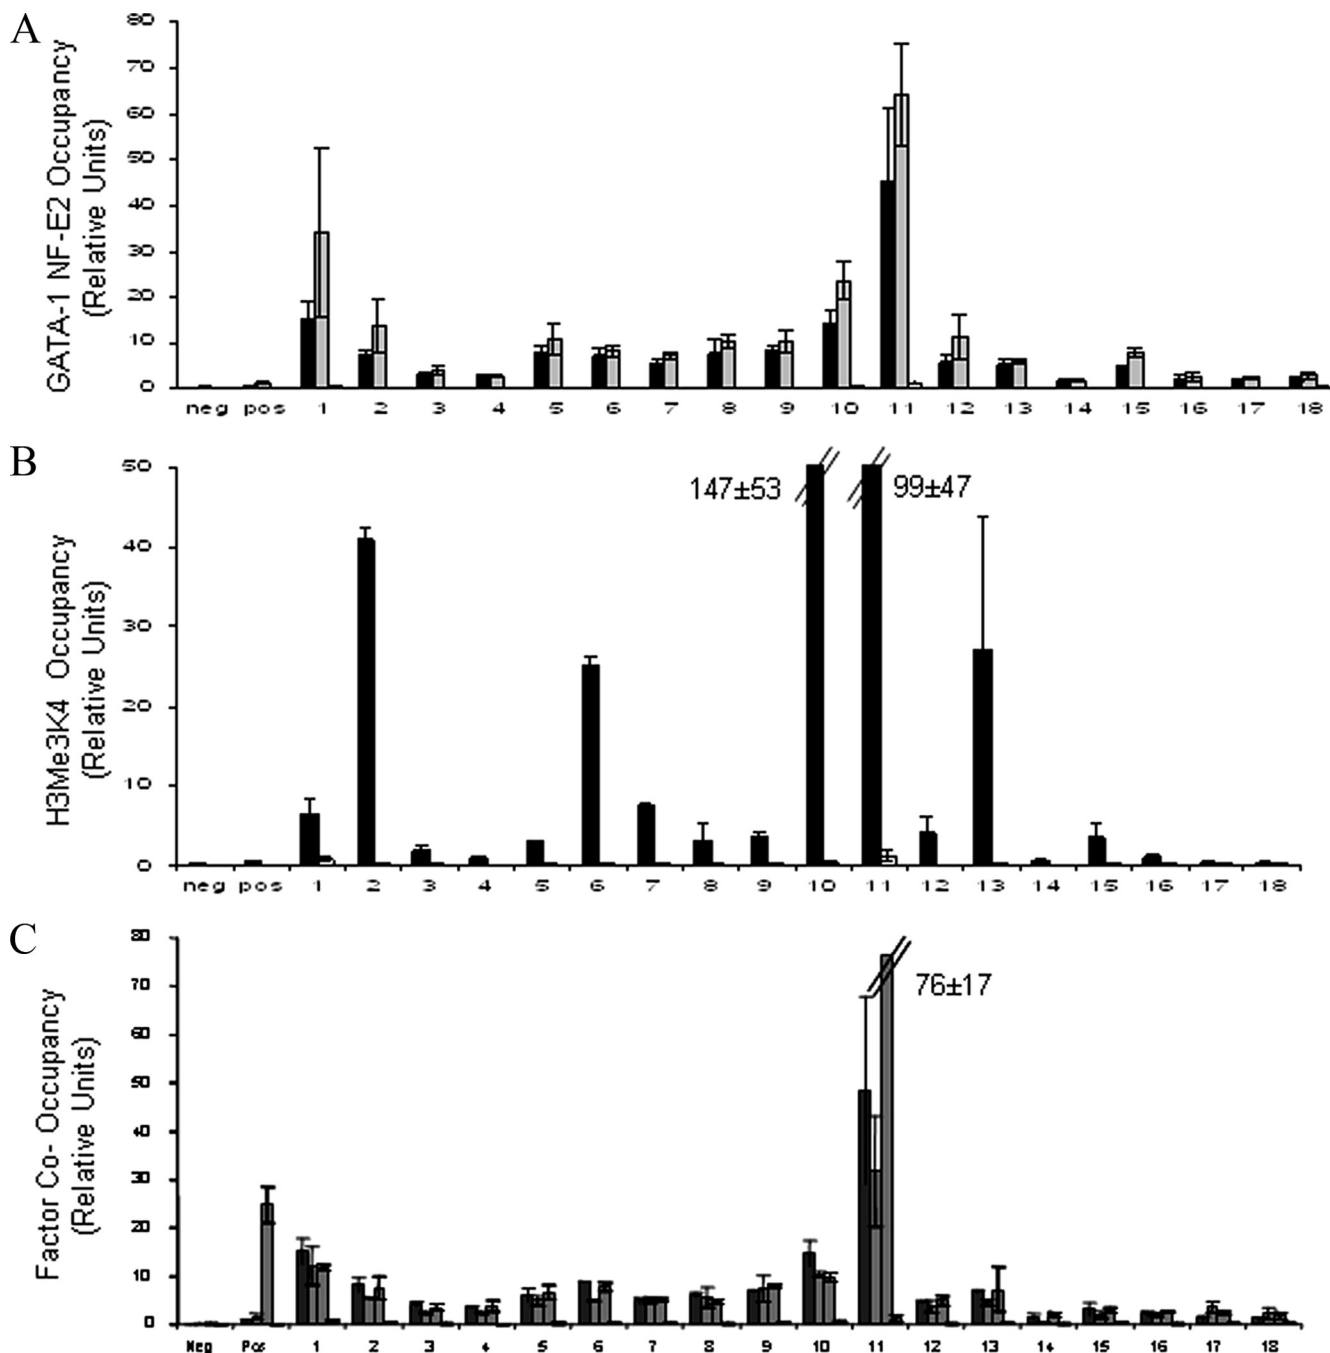 A
GATA-1 NF-E2 Occupancy
(Relative Units)
80
70
60
50
40
30
20
10
0
neg pos 1 2 3 4 5 6 7 8 9 10 11 12 13 14 15 16 17 18
B
H3Me3K4 Occupancy
(Relative Units)
50
40
30
20
10
0
147±53
99±47
neg pos 1 2 3 4 5 6 7 8 9 10 11 12 13 14 15 16 17 18
C
Factor Co- Occupancy
(Relative Units)
80
70
60
50
40
30
20
10
0
76±17
Neg Pos 1 2 3 4 5 6 7 8 9 10 11 12 13 14 15 16 17 18